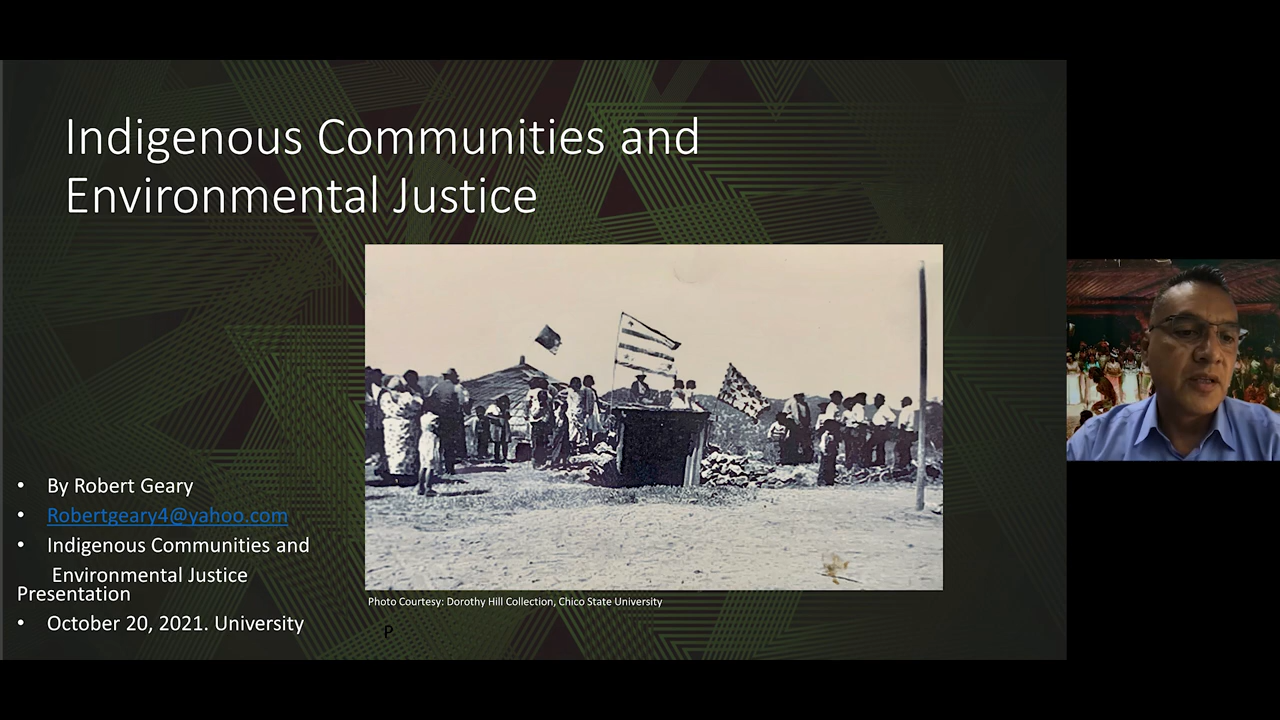 Indigenous Communities and
Environmental Justice
• By Robert Geary
• Robertgeary4@yahoo.com
• Indigenous Communities and
Environmental Justice
Presentation
• October 20, 2021. University
Photo Courtesy: Dorothy Hill Collection, Chico State University
P